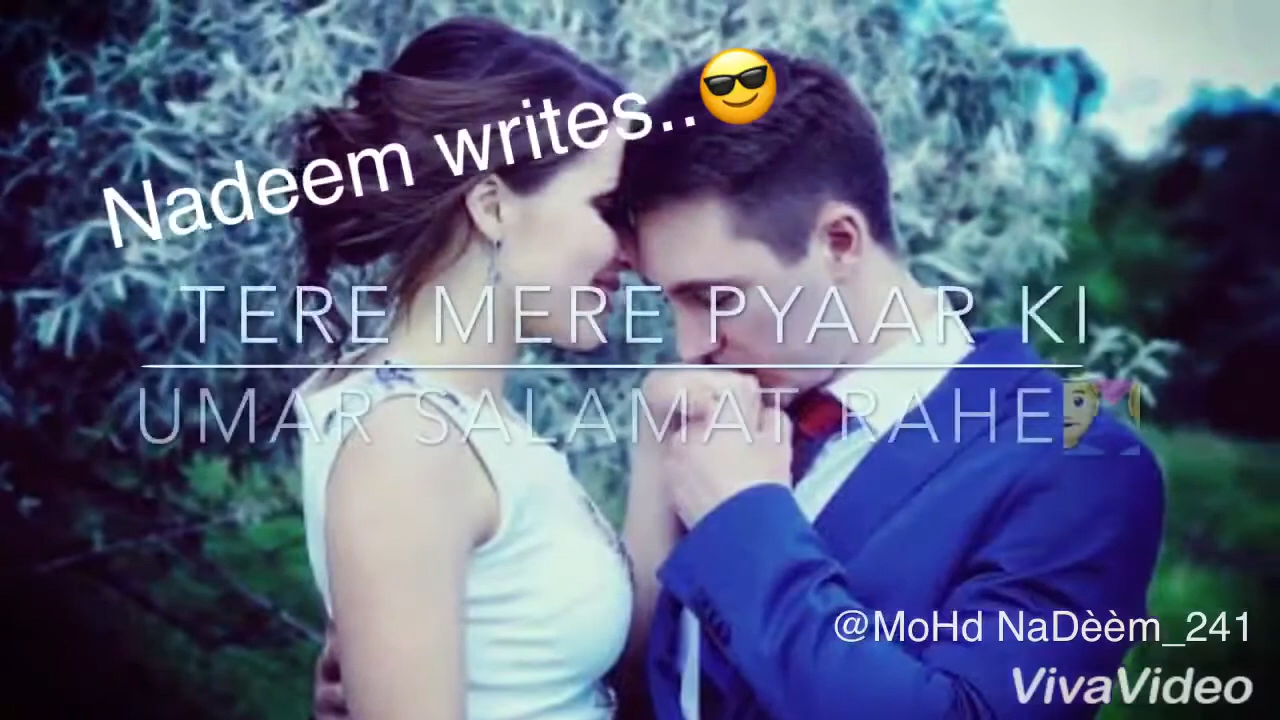 Nadeem writes..😎
TERE MERE PYAAR KI
UMAR SALAMAT RAHE💏
@MoHd NaDèèm_241
VivaVideo